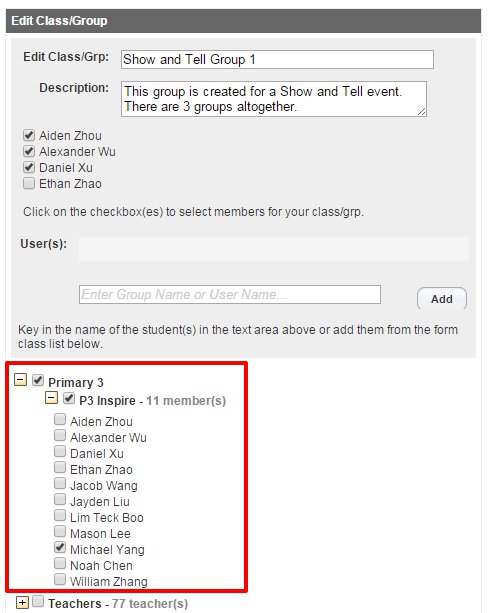 Edit Class/Group
Edit Class/Grp: Show and Tell Group 1
Description: This group is created for a Show and Tell event.
There are 3 groups altogether.
Aiden Zhou
Alexander Wu
Daniel Xu
Ethan Zhao
Click on the checkbox(es) to select members for your class/grp.
User(s):
Enter Group Name or User Name... Add
Key in the name of the student(s) in the text area above or add them from the form
class list below.
Primary 3
P3 Inspire - 11 member(s)
Aiden Zhou
Alexander Wu
Daniel Xu
Ethan Zhao
Jacob Wang
Jayden Liu
Lim Teck Boo
Mason Lee
Michael Yang
Noah Chen
William Zhang
Teachers - 77 teacher(s)